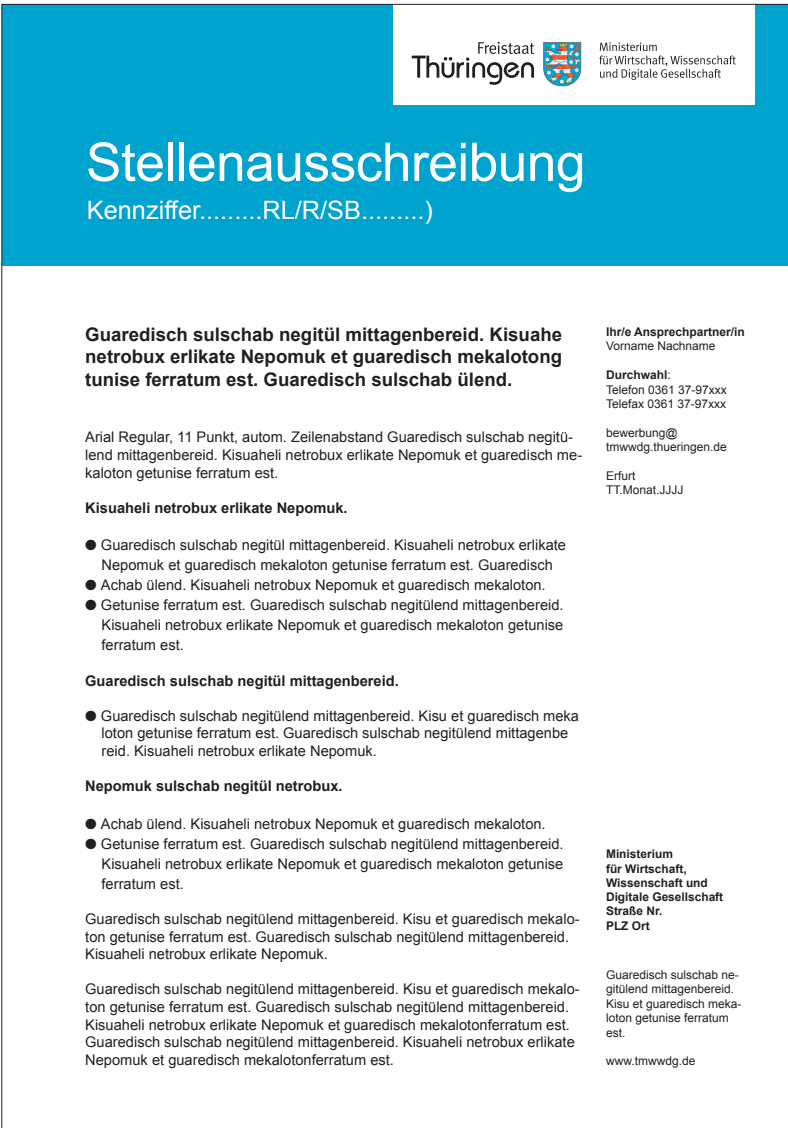 Freistaat
Thüringen
Ministerium
für Wirtschaft, Wissenschaft
und Digitale Gesellschaft
Stellenausschreibung
Kennziffer.........RL/R/SB.........)
Guaredisch sulschab negitül mittagenbereid. Kisuahe
netrobux erlikate Nepomuk et guaredisch mekalotong
tunise ferratum est. Guaredisch sulschab ülend.
Arial Regular, 11 Punkt, autom. Zeilenabstand Guaredisch sulschab negitü-
lend mittagenbereid. Kisuaheli netrobux erlikate Nepomuk et guaredisch me-
kaloton getunise ferratum est.
Kisuaheli netrobux erlikate Nepomuk.
● Guaredisch sulschab negitül mittagenbereid. Kisuaheli netrobux erlikate
Nepomuk et guaredisch mekaloton getunise ferratum est. Guaredisch
● Achab ülend. Kisuaheli netrobux Nepomuk et guaredisch mekaloton.
● Getunise ferratum est. Guaredisch sulschab negitülend mittagenbereid.
Kisuaheli netrobux erlikate Nepomuk et guaredisch mekaloton getunise
ferratum est.
Guaredisch sulschab negitül mittagenbereid.
● Guaredisch sulschab negitülend mittagenbereid. Kisu et guaredisch meka
loton getunise ferratum est. Guaredisch sulschab negitülend mittagenbe
reid. Kisuaheli netrobux erlikate Nepomuk.
Nepomuk sulschab negitül netrobux.
● Achab ülend. Kisuaheli netrobux Nepomuk et guaredisch mekaloton.
● Getunise ferratum est. Guaredisch sulschab negitülend mittagenbereid.
Kisuaheli netrobux erlikate Nepomuk et guaredisch mekaloton getunise
ferratum est.
Guaredisch sulschab negitülend mittagenbereid. Kisu et guaredisch mekalo-
ton getunise ferratum est. Guaredisch sulschab negitülend mittagenbereid.
Kisuaheli netrobux erlikate Nepomuk.
Guaredisch sulschab negitülend mittagenbereid. Kisu et guaredisch mekalo-
ton getunise ferratum est. Guaredisch sulschab negitülend mittagenbereid.
Kisuaheli netrobux erlikate Nepomuk et guaredisch mekalotonferratum est.
Guaredisch sulschab negitülend mittagenbereid. Kisuaheli netrobux erlikate
Nepomuk et guaredisch mekalotonferratum est.
Ihr/e Ansprechpartner/in
Vorname Nachname
Durchwahl:
Telefon 0361 37-97xxx
Telefax 0361 37-97xxx
bewerbung@
tmwwdg.thueringen.de
Erfurt
TT.Monat.JJJJ
Ministerium
für Wirtschaft,
Wissenschaft und
Digitale Gesellschaft
Straße Nr.
PLZ Ort
Guaredisch sulschab ne-
gitülend mittagenbereid.
Kisu et guaredisch meka-
loton getunise ferratum
est.
www.tmwwdg.de